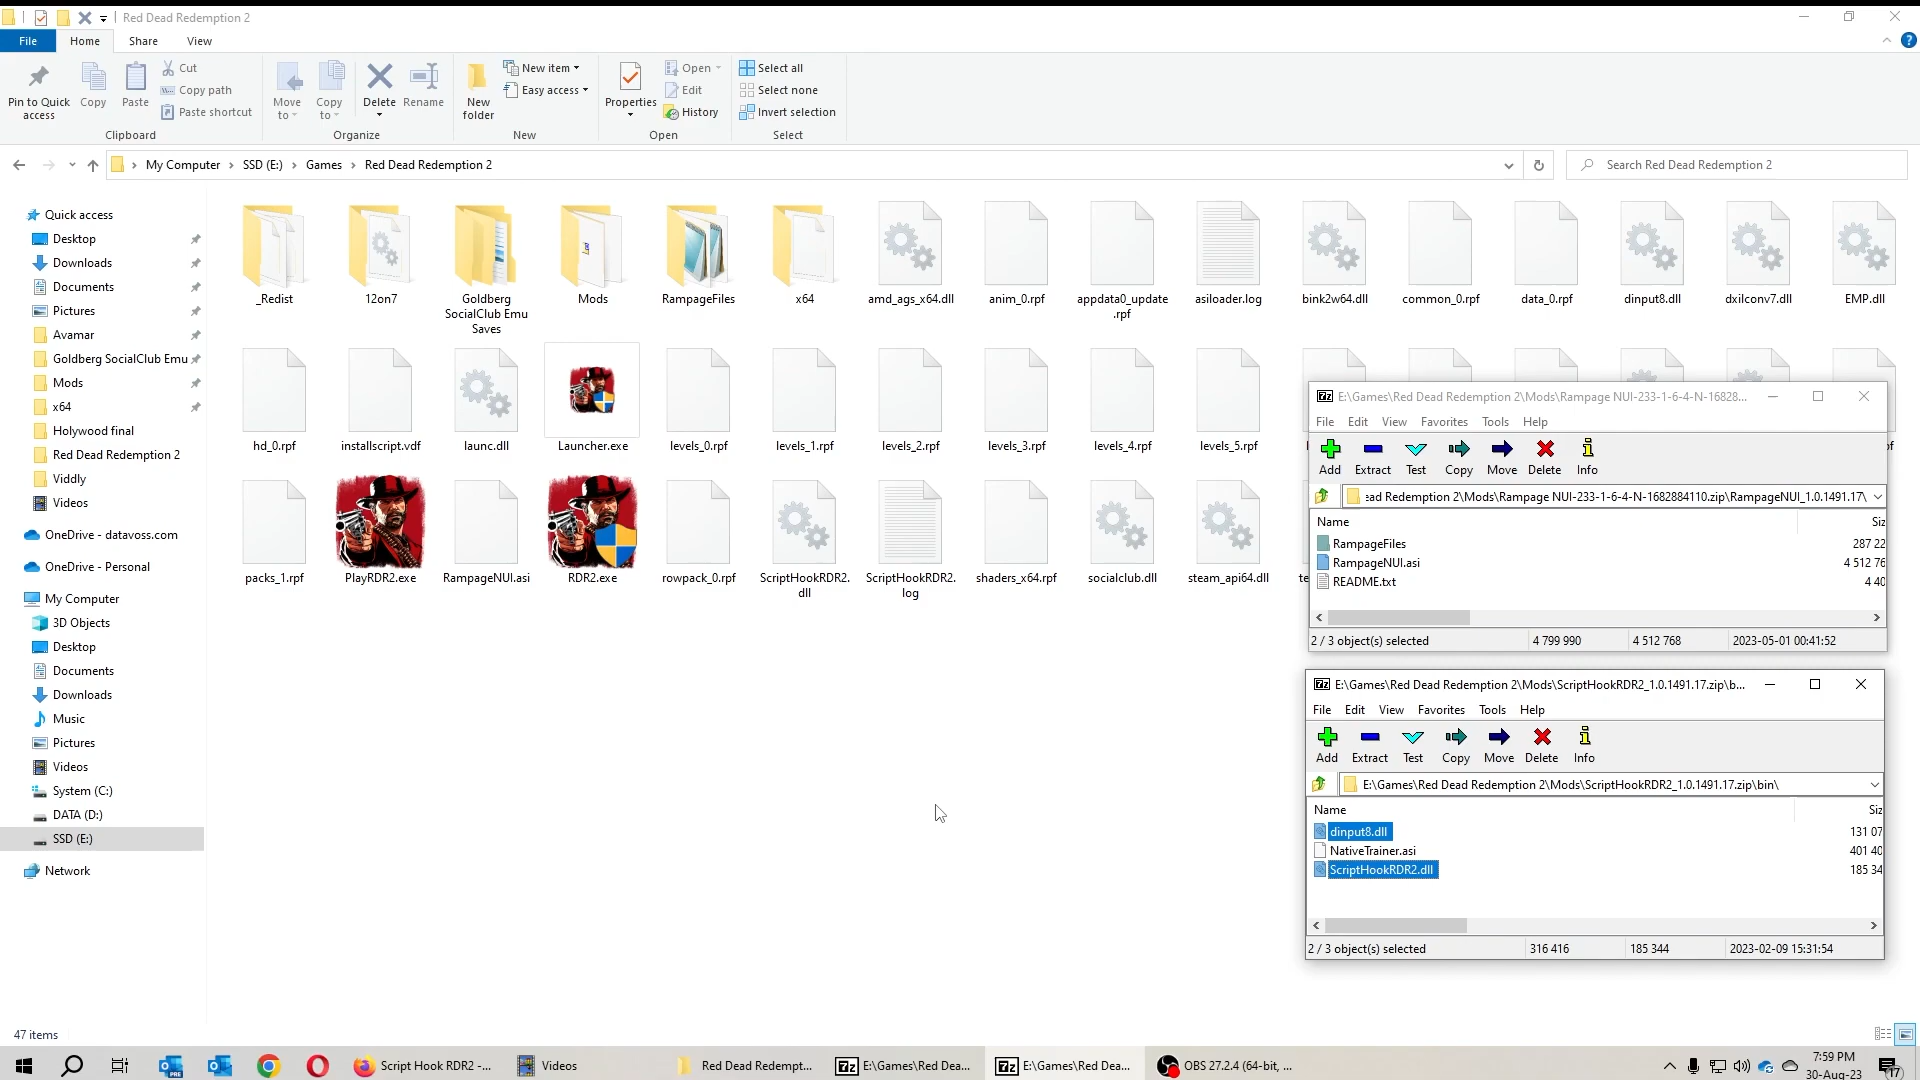 Red Dead Redemption 2
File
Home
Share
View
Pin to Quick access
Copy
Paste
Cut
Copy path
Paste shortcut
Clipboard
Move to
Copy to
Delete
Rename
Organize
New folder
New item
Easy access
New
Properties
Open
Edit
History
Open
Select all
Select none
Invert selection
Select
My Computer
SSD (E:)
Games
Red Dead Redemption 2
Search Red Dead Redemption 2
Quick access
Desktop
Downloads
Documents
Pictures
Avamar
Goldberg SocialClub Emu
Mods
x64
Holywood final
Red Dead Redemption 2
Viddly
Videos
OneDrive - datavoss.com
OneDrive - Personal
My Computer
3D Objects
Desktop
Documents
Downloads
Music
Pictures
Videos
System (C:)
DATA (D:)
SSD (E:)
Network
_Redist
12on7
Goldberg
SocialClub Emu
Saves
Mods
RampageFiles
x64
amd_ags_x64.dll
anim_0.rpf
appdata0_update
.rpf
asiloader.log
bink2w64.dll
common_0.rpf
data_0.rpf
dinput8.dll
dxilconv7.dll
EMP.dll
hd_0.rpf
installscript.vdf
launc.dll
Launcher.exe
levels_0.rpf
levels_1.rpf
levels_2.rpf
levels_3.rpf
levels_4.rpf
levels_5.rpf
packs_1.rpf
PlayRDR2.exe
RampageNUI.asi
RDR2.exe
rowpack_0.rpf
ScriptHookRDR2.
dll
ScriptHookRDR2.
log
shaders_x64.rpf
socialclub.dll
steam_api64.dll
E:\Games\Red Dead Redemption 2\Mods\Rampage NUI-233-1-6-4-N-16828...
File
Edit
View
Favorites
Tools
Help
Add
Extract
Test
Copy
Move
Delete
Info
ead Redemption 2\Mods\Rampage NUI-233-1-6-4-N-1682884110.zip\RampageNUI_1.0.1491.17\
Name
Siz
RampageFiles
287 22
RampageNUI.asi
4 512 76
README.txt
4 40
2 / 3 object(s) selected
4 799 990
4 512 768
2023-05-01 00:41:52
E:\Games\Red Dead Redemption 2\Mods\ScriptHookRDR2_1.0.1491.17.zip\b...
File
Edit
View
Favorites
Tools
Help
Add
Extract
Test
Copy
Move
Delete
Info
E:\Games\Red Dead Redemption 2\Mods\ScriptHookRDR2_1.0.1491.17.zip\bin\
Name
Siz
dinput8.dll
131 07
NativeTrainer.asi
401 40
ScriptHookRDR2.dll
185 34
2 / 3 object(s) selected
316 416
185 344
2023-02-09 15:31:54
47 items
Script Hook RDR2 -...
Videos
Red Dead Redempt...
E:\Games\Red Dea...
E:\Games\Red Dea...
OBS 27.2.4 (64-bit, ...
7:59 PM
30-Aug-23
17